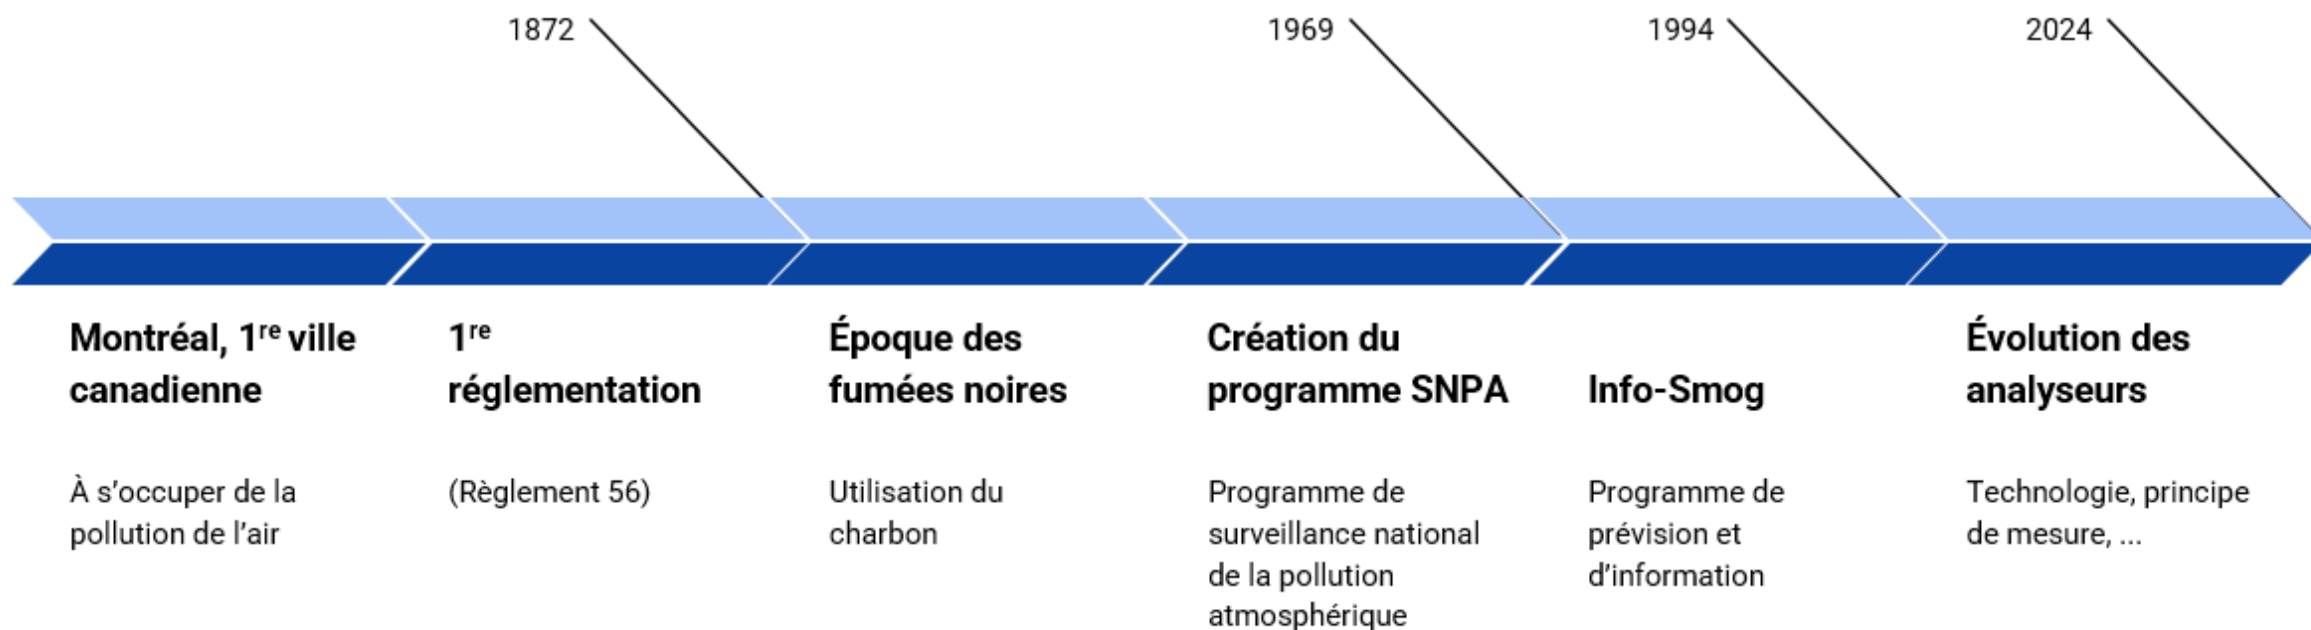 1872
1969
1994
2024
Montréal, 1re ville
canadienne
À s’occuper de la
pollution de l’air
1re
réglementation
(Règlement 56)
Époque des
fumées noires
Utilisation du
charbon
Création du
programme SNPA
Programme de
surveillance national
de la pollution
atmosphérique
Info-Smog
Programme de
prévision et
d’information
Évolution des
analyseurs
Technologie, principe
de mesure, ...